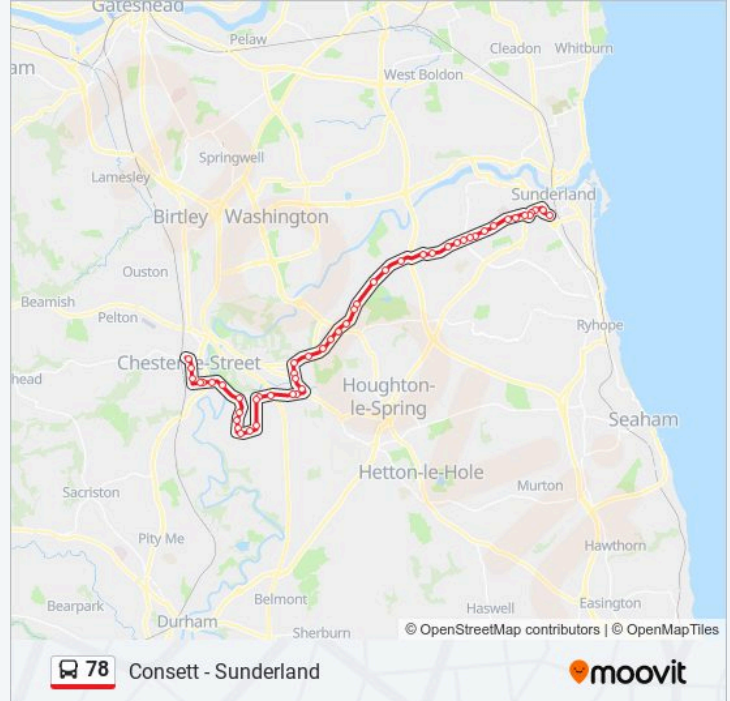 Gateshead
Pelaw
Cleadon
Whitburn
am
West Boldon
Springwell
Lamesley
Sunderland
Birtley
Washington
Ouston
Beamish
Pelton
Ryhope
Chester-le-Street
head
Houghton-
le-Spring
Seaham
Hetton-le-Hole
Sacriston
Murton
Pity Me
Hawthorn
Bearpark
Belmont
Haswell
Easington
Durham
Sherburn
© OpenStreetMap contributors | © OpenMapTiles
78 Consett - Sunderland
moovit